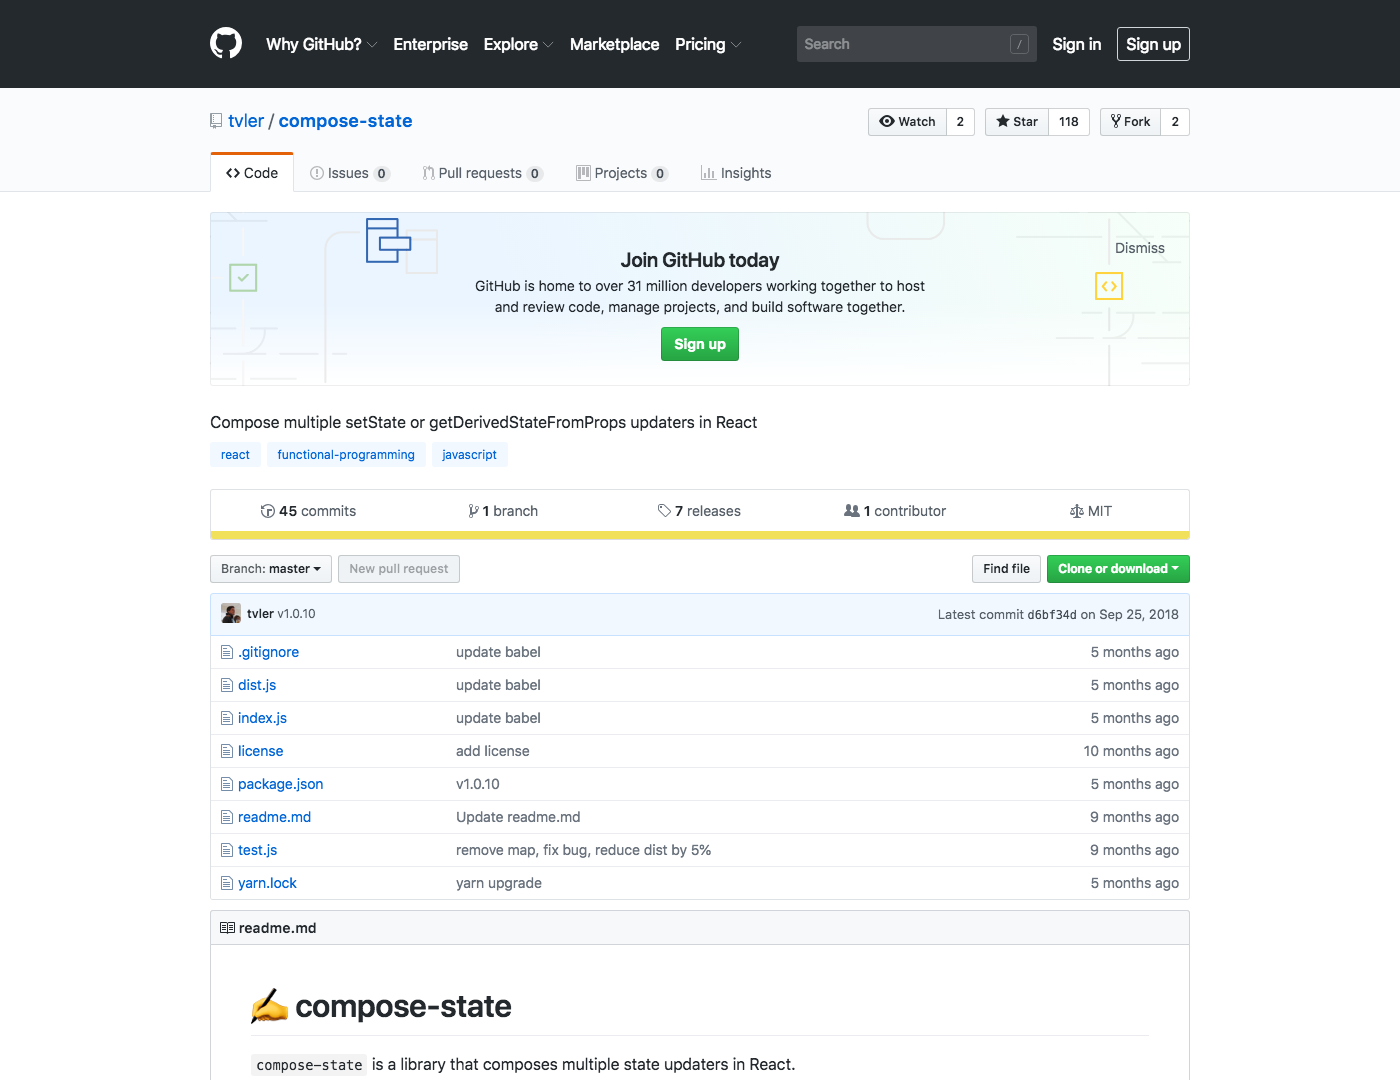 Why GitHub? Enterprise Explore Marketplace Pricing Search / Sign in Sign up
tvler / compose-state Watch 2 Star 118 Fork 2
Code Issues 0 Pull requests 0 Projects 0 Insights
Dismiss
Join GitHub today
GitHub is home to over 31 million developers working together to host
and review code, manage projects, and build software together.
Sign up
Compose multiple setState or getDerivedStateFromProps updaters in React
react functional-programming javascript
45 commits 1 branch 7 releases 1 contributor MIT
Branch: master New pull request Find file Clone or download
tvler v1.0.10 Latest commit d6bf34d on Sep 25, 2018
.gitignore update babel 5 months ago
dist.js update babel 5 months ago
index.js update babel 5 months ago
license add license 10 months ago
package.json v1.0.10 5 months ago
readme.md Update readme.md 9 months ago
test.js remove map, fix bug, reduce dist by 5% 9 months ago
yarn.lock yarn upgrade 5 months ago
readme.md
✍️ compose-state
compose-state is a library that composes multiple state updaters in React.